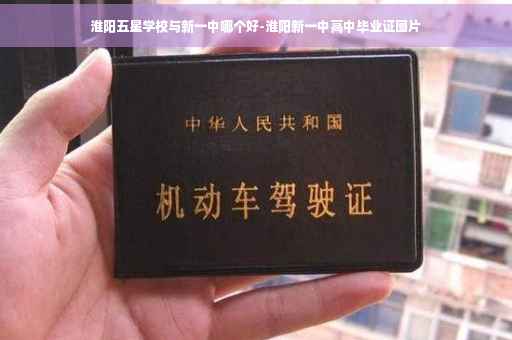 淮阳五星学校与新一中哪个好-淮阳新一中高中毕业证图片
中华人民共和国
机动车驾驶证